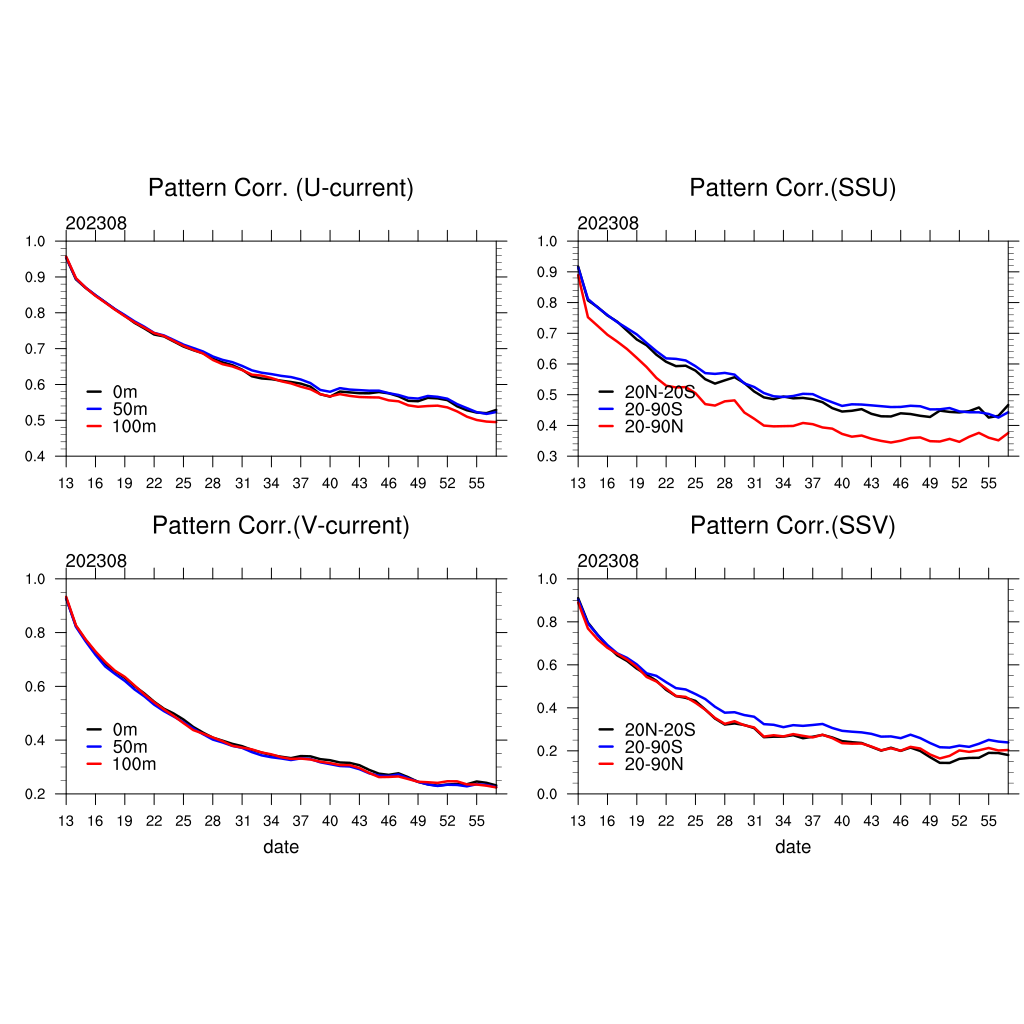 Pattern Corr. (U-current)
202308
1.0
0.9
0.8
0.7
0.6
0.5
0.4
0m
50m
100m
13 16 19 22 25 28 31 34 37 40 43 46 49 52 55
Pattern Corr.(SSU)
202308
1.0
0.9
0.8
0.7
0.6
0.5
0.4
0.3
20N-20S
20-90S
20-90N
13 16 19 22 25 28 31 34 37 40 43 46 49 52 55
Pattern Corr.(V-current)
202308
1.0
0.8
0.6
0.4
0.2
0m
50m
100m
13 16 19 22 25 28 31 34 37 40 43 46 49 52 55
date
Pattern Corr.(SSV)
202308
1.0
0.8
0.6
0.4
0.2
0.0
20N-20S
20-90S
20-90N
13 16 19 22 25 28 31 34 37 40 43 46 49 52 55
date